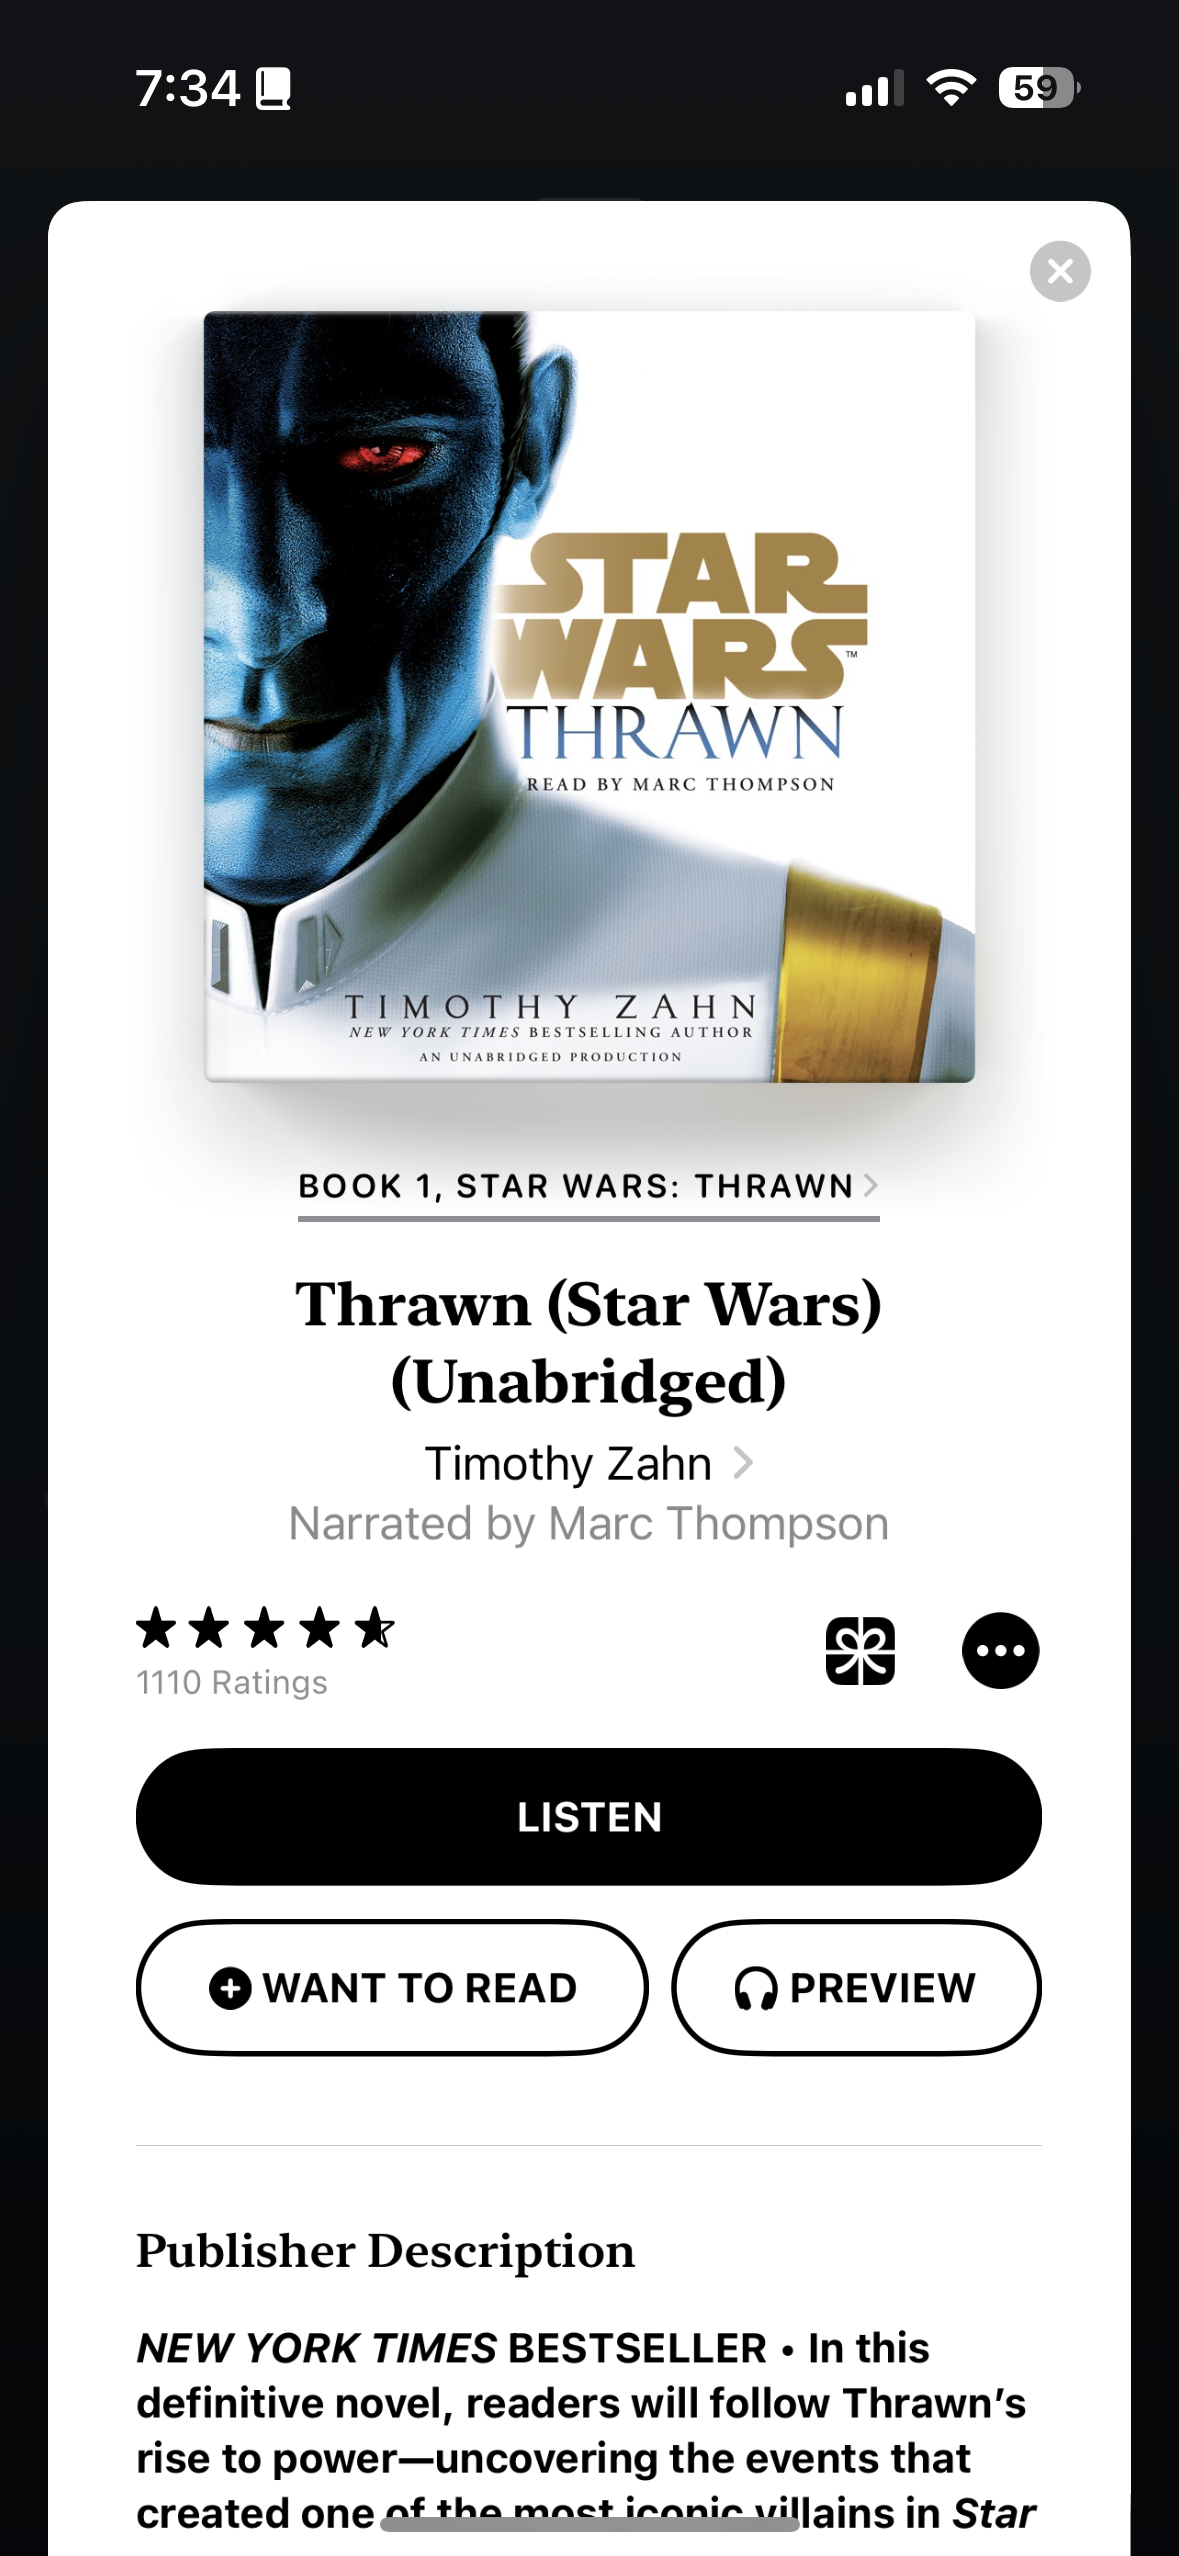 7:34
59
STAR
WARS™
THRAWN
READ BY MARC THOMPSON
TIMOTHY ZAHN
NEW YORK TIMES BESTSELLING AUTHOR
AN UNABRIDGED PRODUCTION
BOOK 1, STAR WARS: THRAWN
Thrawn (Star Wars)
(Unabridged)
Timothy Zahn
Narrated by Marc Thompson
1110 Ratings
LISTEN
WANT TO READ
PREVIEW
Publisher Description
NEW YORK TIMES BESTSELLER • In this
definitive novel, readers will follow Thrawn’s
rise to power—uncovering the events that
created one of the most iconic villains in Star